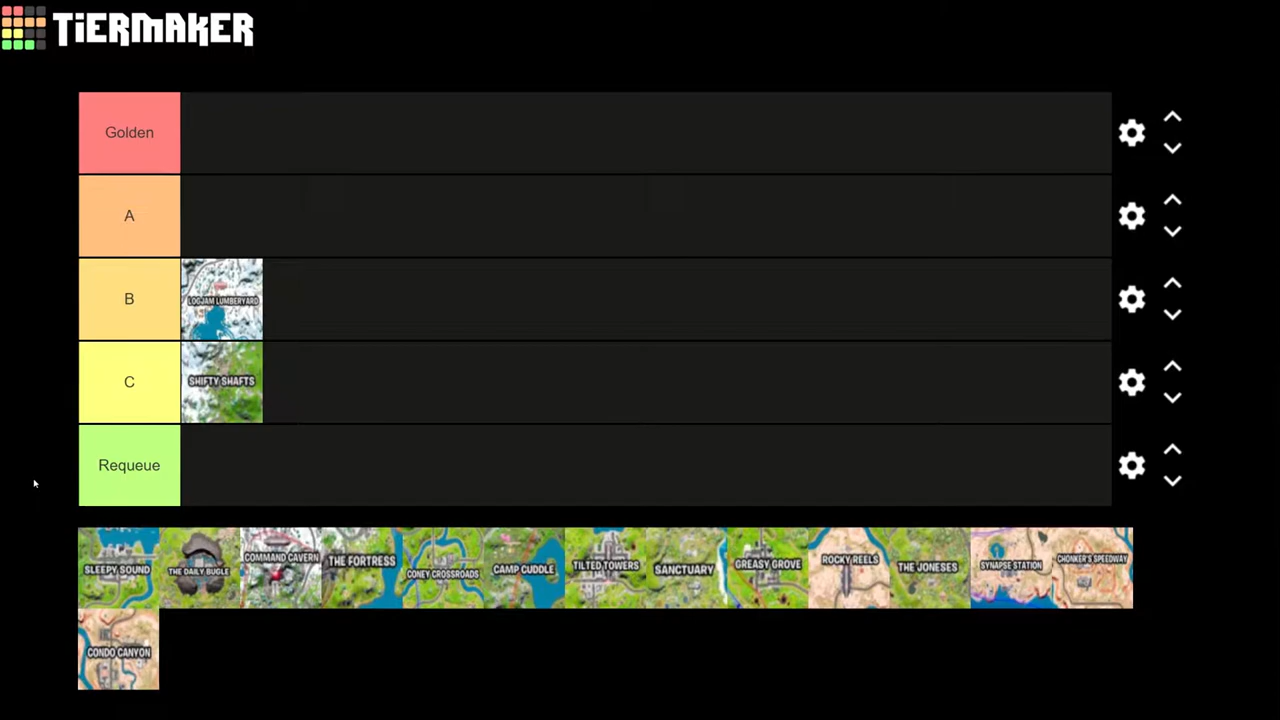 TiERMAKER
Golden
A
B
LOGJAM LUMBERYARD
C
SHIFTY SHAFTS
Requeue
SLEEPY SOUND
THE DAILY BUGLE
COMMAND CAVERN
THE FORTRESS
CONEY CROSSROADS
CAMP CUDDLE
TILTED TOWERS
SANCTUARY
GREASY GROVE
ROCKY REELS
THE JONESES
SYNAPSE STATION
CHONKER'S SPEEDWAY
CONDO CANYON